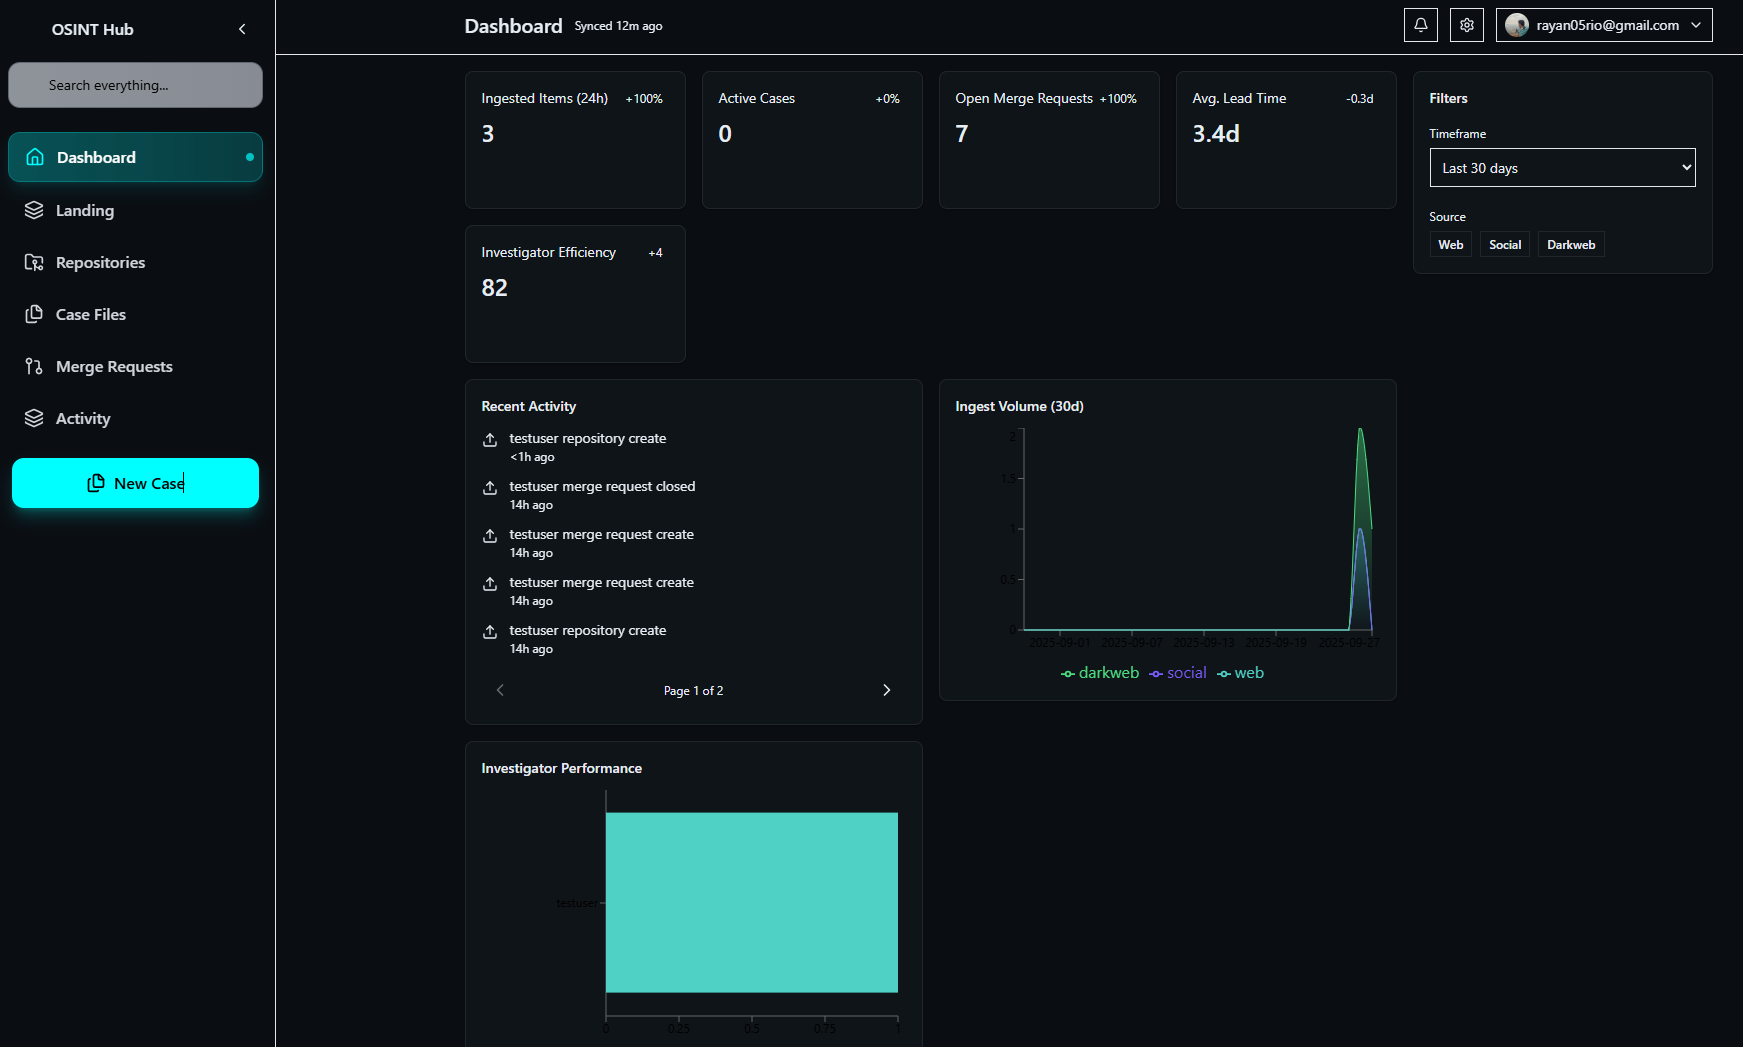 OSINT Hub
Search everything...
Dashboard
Landing
Repositories
Case Files
Merge Requests
Activity
New Case
Dashboard Synced 12m ago
rayan05rio@gmail.com
Ingested Items (24h) +100%
3
Active Cases +0%
0
Open Merge Requests +100%
7
Avg. Lead Time -0.3d
3.4d
Investigator Efficiency +4
82
Filters
Timeframe
Last 30 days
Source
Web Social Darkweb
Recent Activity
testuser repository create
<1h ago
testuser merge request closed
14h ago
testuser merge request create
14h ago
testuser merge request create
14h ago
testuser repository create
14h ago
Page 1 of 2
Ingest Volume (30d)
2
1.5
1
0.5
0
2025-09-01 2025-09-07 2025-09-13 2025-09-19 2025-09-27
darkweb social web
Investigator Performance
testuser
0 0.25 0.5 0.75 1